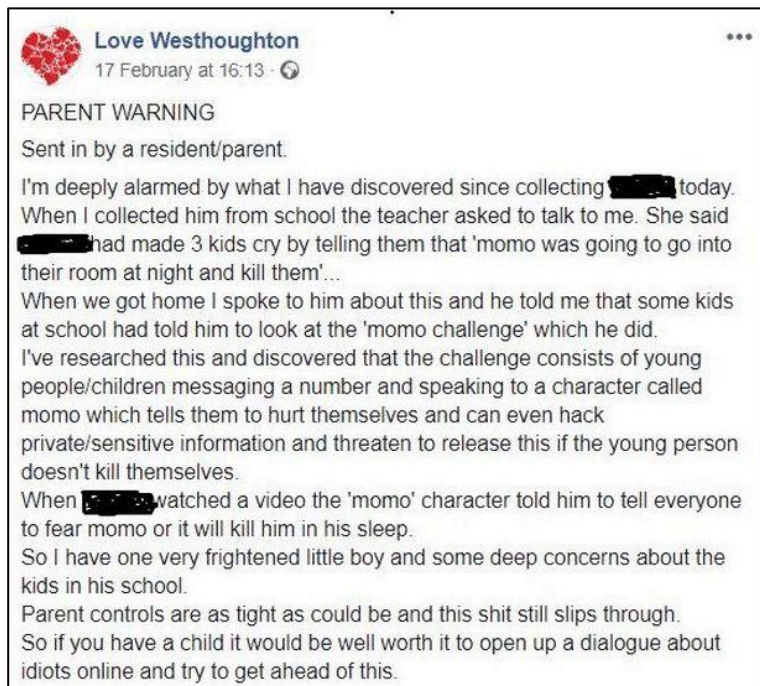 Love Westhoughton
17 February at 16:13
PARENT WARNING
Sent in by a resident/parent.
I'm deeply alarmed by what I have discovered since collecting today.
When I collected him from school the teacher asked to talk to me. She said
had made 3 kids cry by telling them that 'momo was going to go into
their room at night and kill them'...
When we got home I spoke to him about this and he told me that some kids
at school had told him to look at the 'momo challenge' which he did.
I've researched this and discovered that the challenge consists of young
people/children messaging a number and speaking to a character called
momo which tells them to hurt themselves and can even hack
private/sensitive information and threaten to release this if the young person
doesn't kill themselves.
When watched a video the 'momo' character told him to tell everyone
to fear momo or it will kill him in his sleep.
So I have one very frightened little boy and some deep concerns about the
kids in his school.
Parent controls are as tight as could be and this shit still slips through.
So if you have a child it would be well worth it to open up a dialogue about
idiots online and try to get ahead of this.